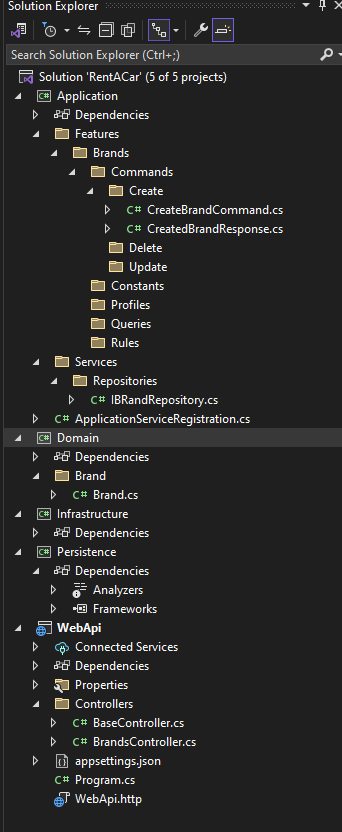 Solution Explorer
Search Solution Explorer (Ctrl+;)
Solution 'RentACar' (5 of 5 projects)
C# Application
Dependencies
Features
Brands
Commands
Create
C# CreateBrandCommand.cs
C# CreatedBrandResponse.cs
Delete
Update
Constants
Profiles
Queries
Rules
Services
Repositories
C# IBRandRepository.cs
C# ApplicationServiceRegistration.cs
C# Domain
Dependencies
Brand
C# Brand.cs
C# Infrastructure
Dependencies
C# Persistence
Dependencies
Analyzers
Frameworks
WebApi
Connected Services
Dependencies
Properties
Controllers
C# BaseController.cs
C# BrandsController.cs
appsettings.json
C# Program.cs
WebApi.http